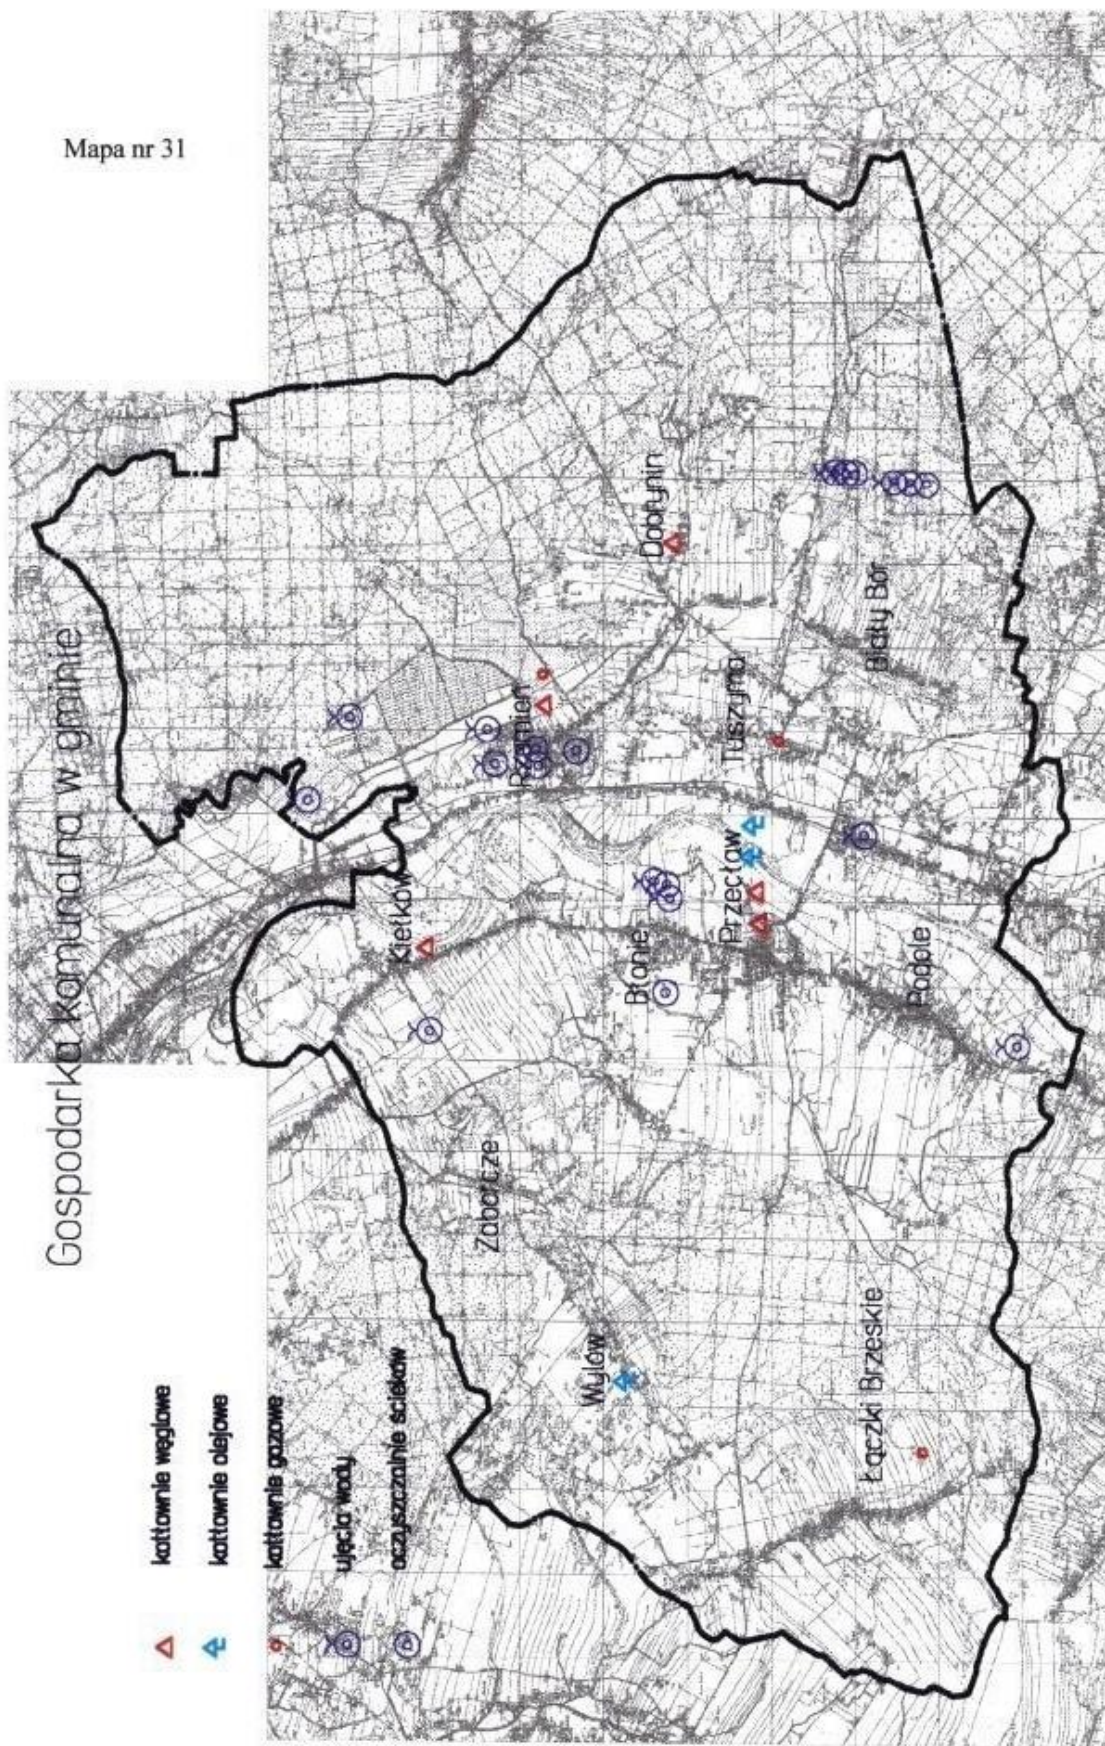 Mapa nr 31
Gospodarka komunalna w gminie
kotłownie węglowe
kotłownie olejowe
kotłownie gazowe
ujęcia wody
oczyszczalnie ścieków
Kiełków
Rzemień
Dobrynin
Tuszyma
Biały Bór
Błonie
Przecław
Podole
Zaborcze
Wylów
Łączki Brzeskie